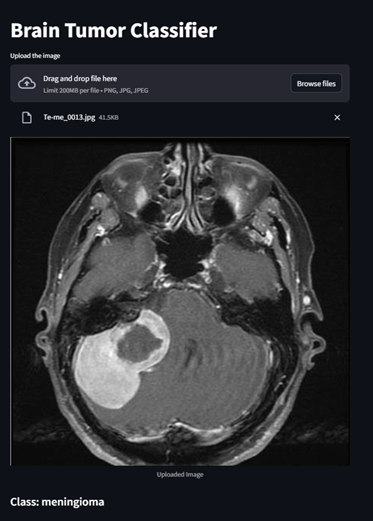 Brain Tumor Classifier
Upload the image
Drag and drop file here
Limit 200MB per file • PNG, JPG, JPEG
Browse files
Te-me_0013.jpg 41.5KB
Uploaded Image
Class: meningioma